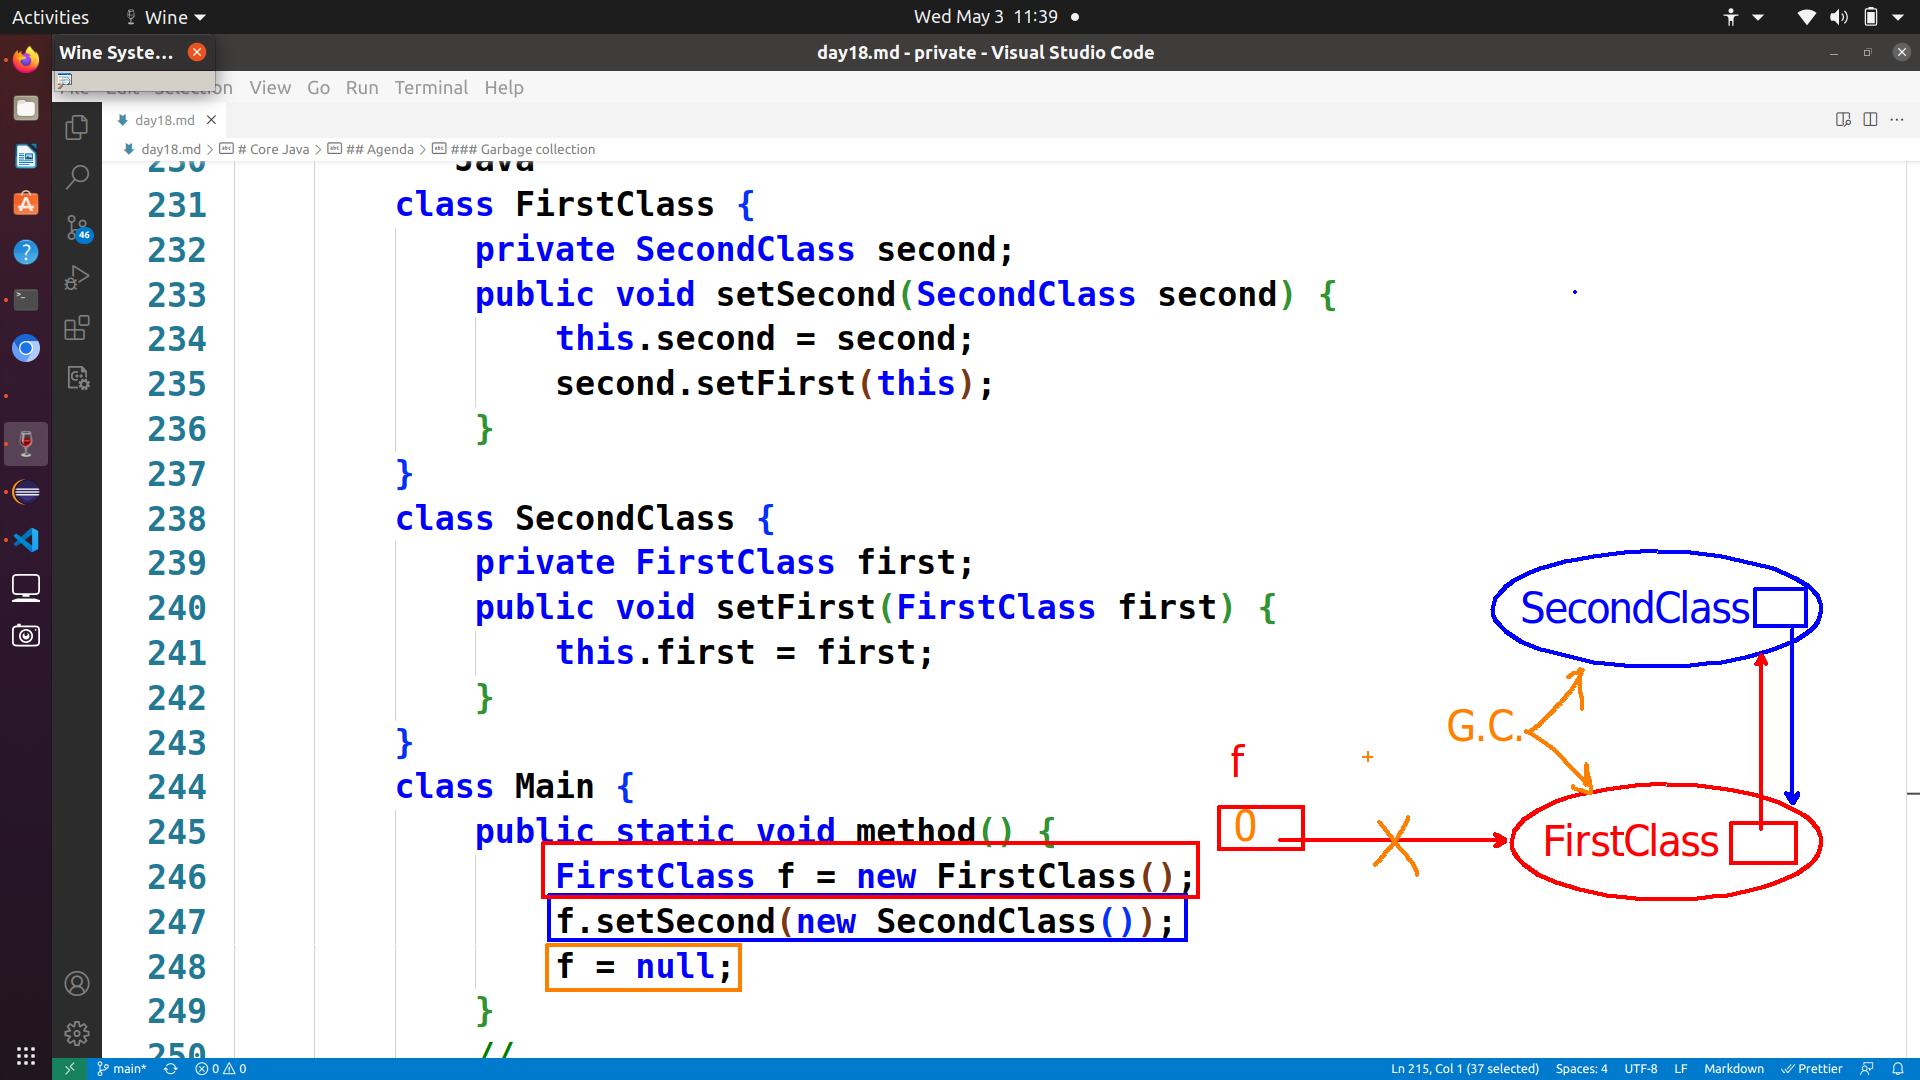 Activities Wine Wed May 3 11:39
Wine Syste... day18.md - private - Visual Studio Code
Selection View Go Run Terminal Help
day18.md
day18.md > # Core Java > ## Agenda > ### Garbage collection
230 Java
231 class FirstClass {
232 private SecondClass second;
233 public void setSecond(SecondClass second) {
234 this.second = second;
235 second.setFirst(this);
236 }
237 }
238 class SecondClass {
239 private FirstClass first;
240 public void setFirst(FirstClass first) {
241 this.first = first;
242 }
243 }
244 class Main {
245 public static void method() {
246 FirstClass f = new FirstClass();
247 f.setSecond(new SecondClass());
248 f = null;
249 }
250 //
SecondClass
G.C.
f
0
FirstClass
46
main* 0 0 Ln 215, Col 1 (37 selected) Spaces: 4 UTF-8 LF Markdown Prettier